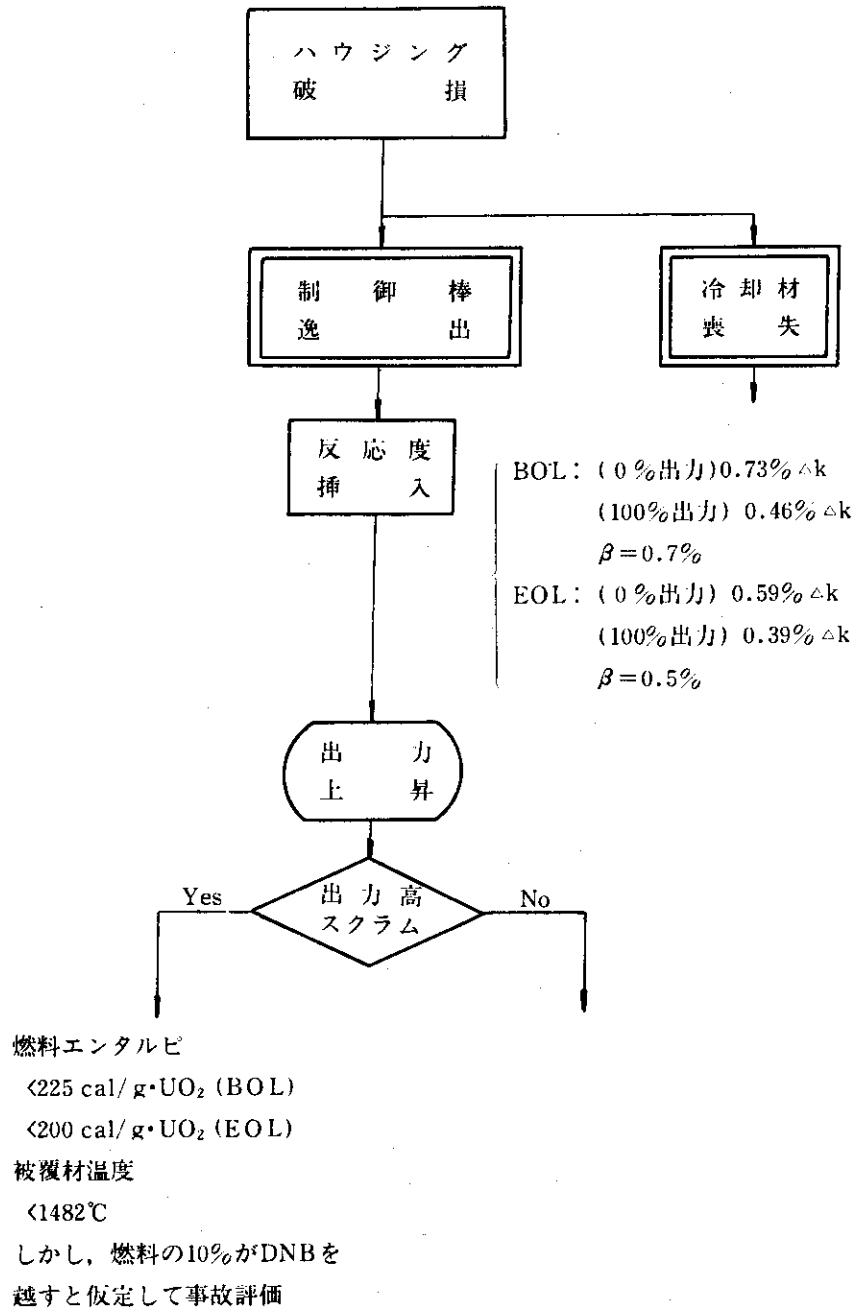 ハウジング
破損
制御棒
逸出
冷却材
喪失
反応度
挿入
BOL: (0%出力)0.73%△k
(100%出力) 0.46%△k
β=0.7%
EOL: (0%出力) 0.59%△k
(100%出力) 0.39%△k
β=0.5%
出力
上昇
Yes
出力高
スクラム
No
燃料エンタルピ
<225 cal/g・UO₂ (BOL)
<200 cal/g・UO₂ (EOL)
被覆材温度
<1482℃
しかし,燃料の10%がDNBを
越すと仮定して事故評価